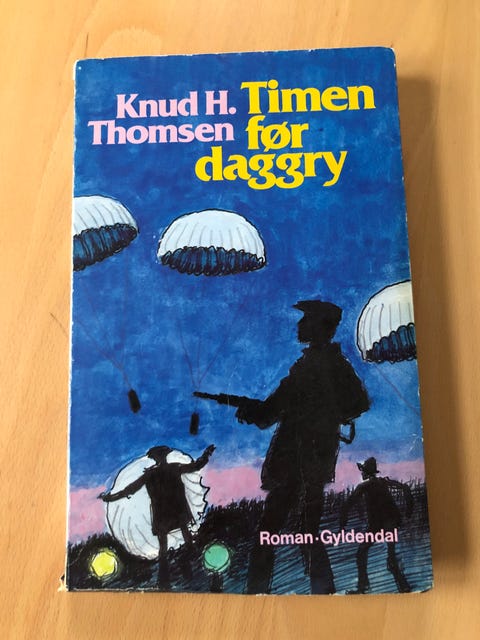 Knud H.
Thomsen
Timen
før
daggry
Roman·Gyldendal